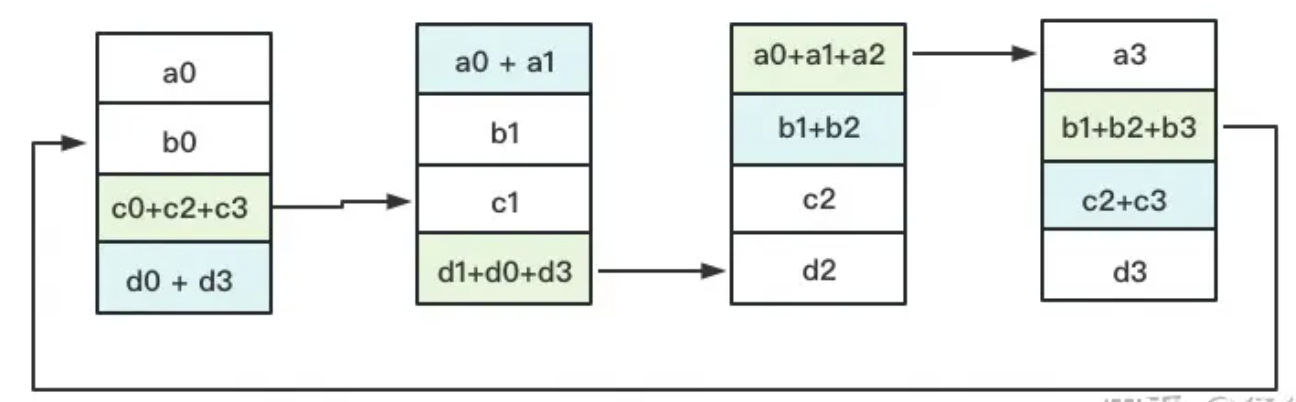 a0
b0
c0+c2+c3
d0 + d3
a0 + a1
b1
c1
d1+d0+d3
a0+a1+a2
b1+b2
c2
d2
a3
b1+b2+b3
c2+c3
d3